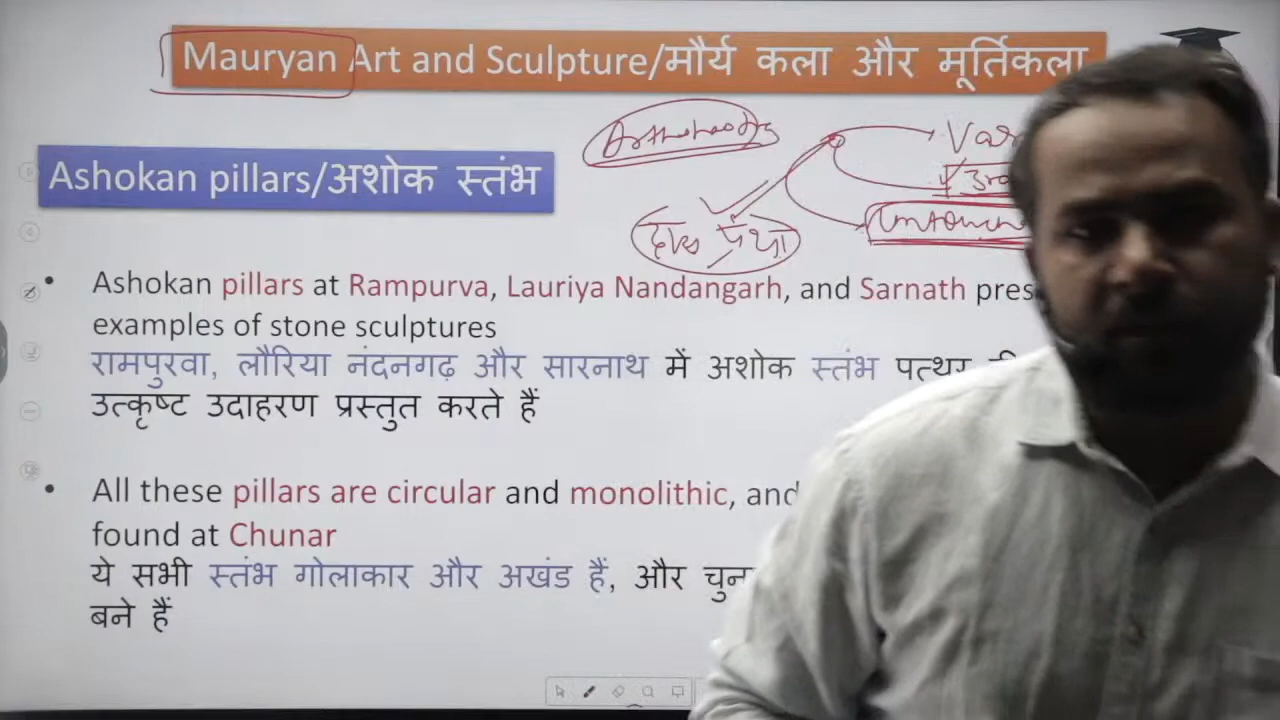 Mauryan Art and Sculpture/मौर्य कला और मूर्तिकला
Ashokan pillars/अशोक स्तंभ
दास प्रथा
• Ashokan pillars at Rampurva, Lauriya Nandangarh, and Sarnath
examples of stone sculptures
रामपुरवा, लौरिया नंदनगढ़ और सारनाथ में अशोक स्तंभ पत्थर
उत्कृष्ट उदाहरण प्रस्तुत करते हैं
• All these pillars are circular and monolithic, and
found at Chunar
ये सभी स्तंभ गोलाकार और अखंड हैं, और
बने हैं